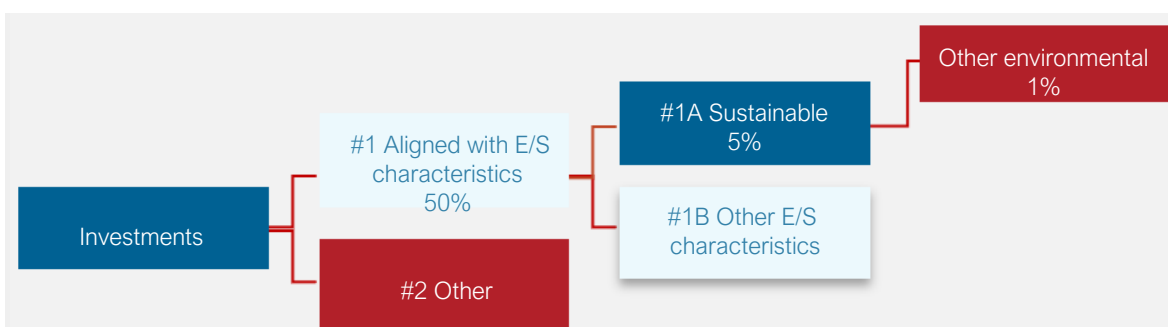 Other environmental
1%
#1A Sustainable
5%
#1 Aligned with E/S
characteristics
50%
#1B Other E/S
characteristics
Investments
#2 Other